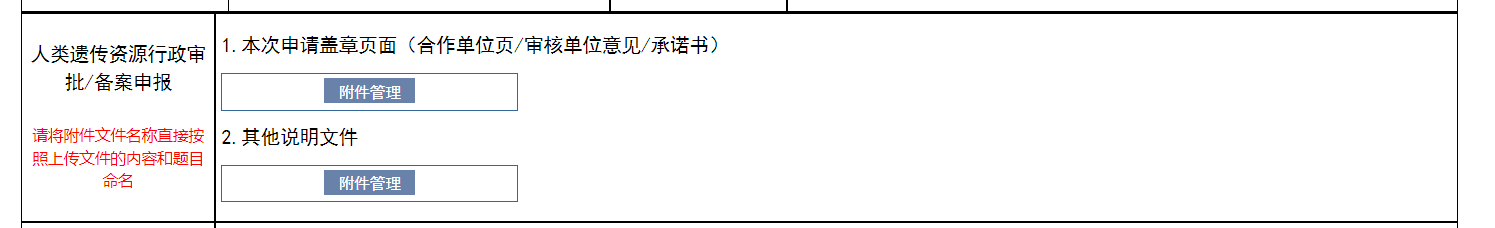 人类遗传资源行政审
批/备案申报
请将附件文件名称直接按
照上传文件的内容和题目
命名
1.本次申请盖章页面（合作单位页/审核单位意见/承诺书）
附件管理
2.其他说明文件
附件管理